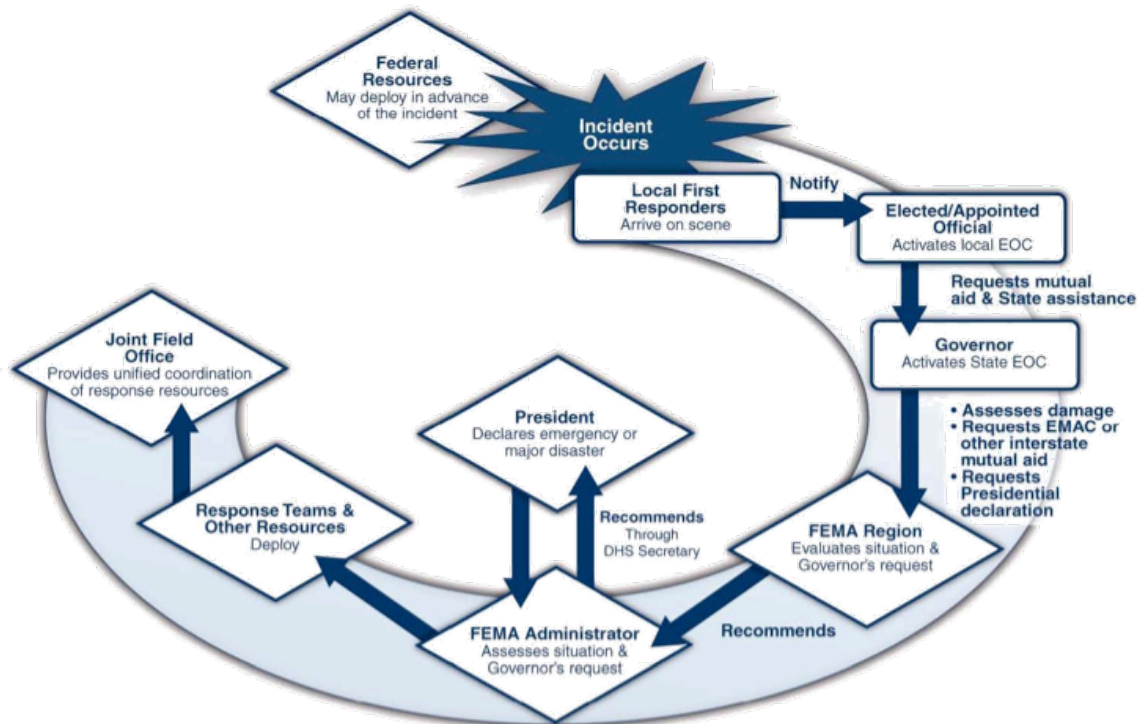 Federal
Resources
May deploy in advance
of the incident
Incident
Occurs
Local First
Responders
Arrive on scene
Notify
Elected/Appointed
Official
Activates local EOC
Requests mutual
aid & State assistance
Governor
Activates State EOC
• Assesses damage
• Requests EMAC or
other interstate
mutual aid
• Requests
Presidential
declaration
FEMA Region
Evaluates situation &
Governor's request
Recommends
FEMA Administrator
Assesses situation &
Governor's request
Recommends
Through
DHS Secretary
President
Declares emergency or
major disaster
Response Teams &
Other Resources
Deploy
Joint Field
Office
Provides unified coordination
of response resources